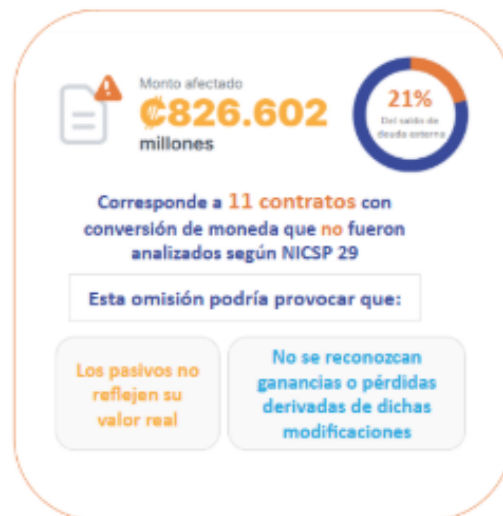 Monto afectado
₡826.602
millones
21%
Del saldo de
deuda externa
Corresponde a 11 contratos con
conversión de moneda que no fueron
analizados según NICSP 29
Esta omisión podría provocar que:
Los pasivos no
reflejen su
valor real
No se reconozcan
ganancias o pérdidas
derivadas de dichas
modificaciones